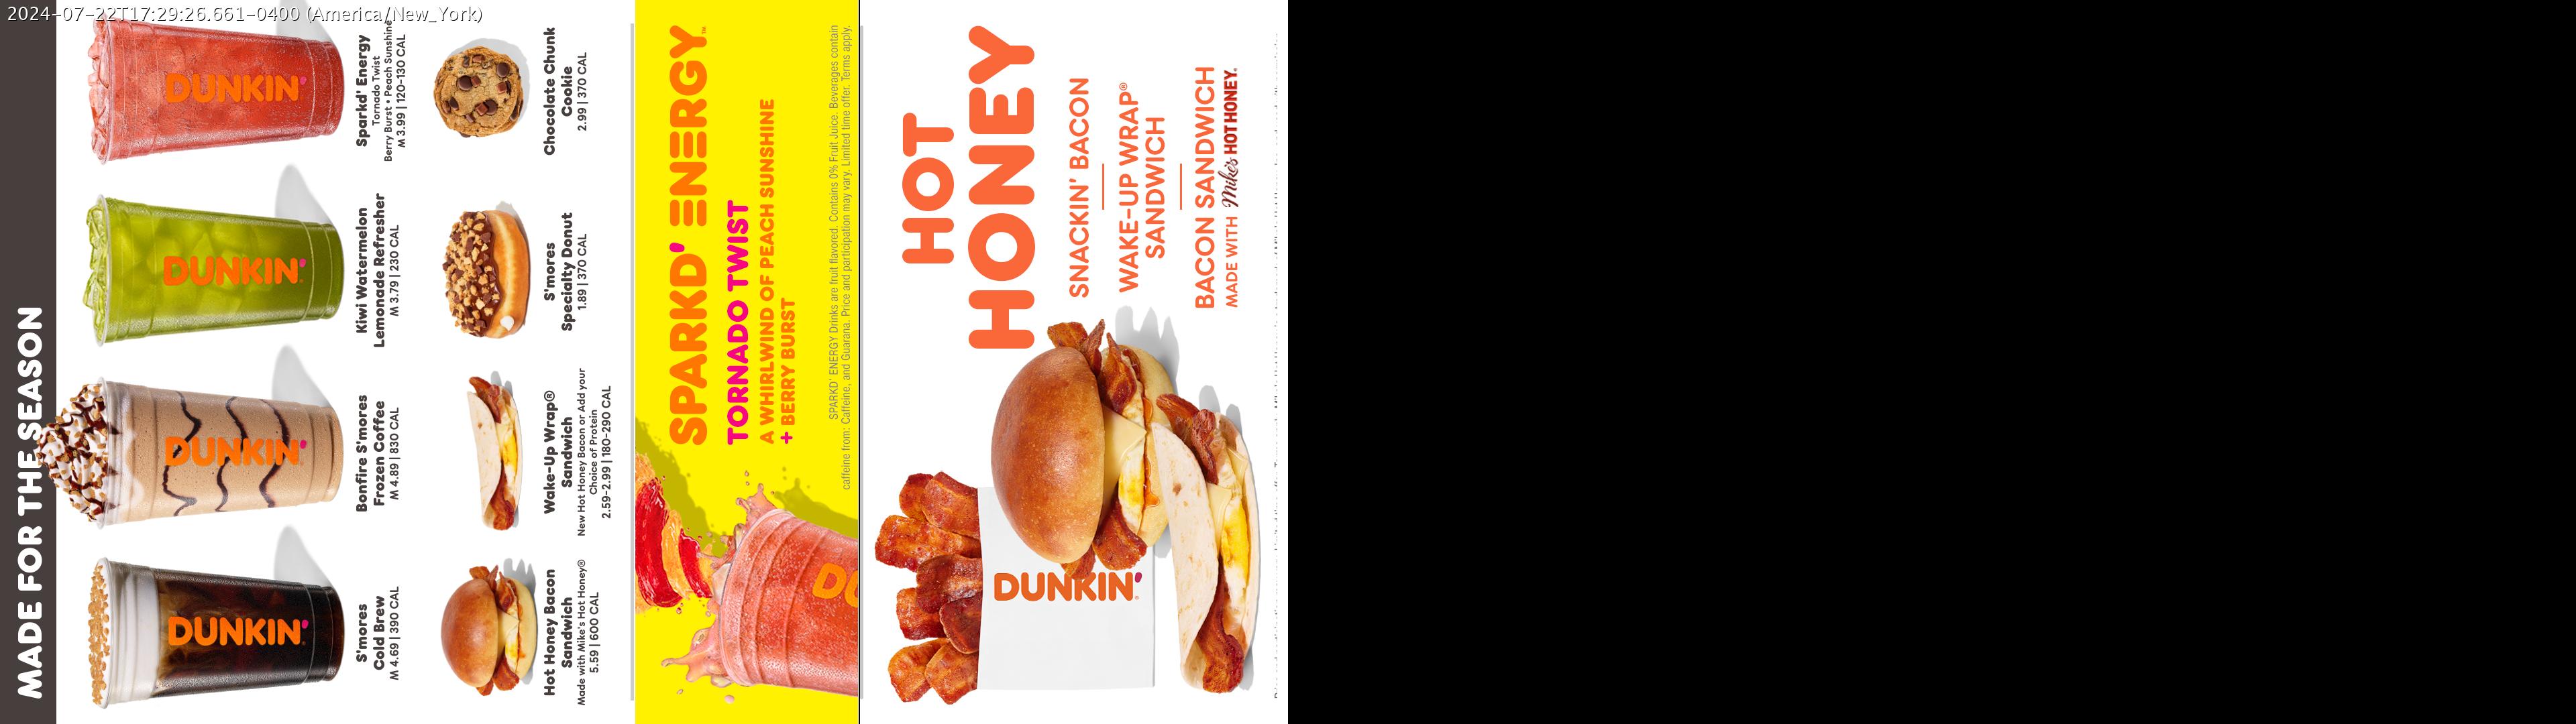 2024-07-22T17:29:26.661-0400 (America/New_York)
MADE FOR THE SEASON
DUNKIN'
S'mores
Cold Brew
M 4.69 | 390 CAL
DUNKIN'
Bonfire S'mores
Frozen Coffee
M 4.89 | 830 CAL
DUNKIN'
Kiwi Watermelon
Lemonade Refresher
M 3.79 | 230 CAL
DUNKIN'
Sparkd' Energy
Tornado Twist
Berry Burst • Peach Sunshine
M 3.99 | 120-130 CAL
Hot Honey Bacon
Sandwich
Made with Mike's Hot Honey®
5.59 | 600 CAL
Wake-Up Wrap®
Sandwich
New Hot Honey Bacon or Add your
Choice of Protein
2.59-2.99 | 180-290 CAL
S'mores
Specialty Donut
1.89 | 370 CAL
Chocolate Chunk
Cookie
2.99 | 370 CAL
SPARKD' ENERGY™
TORNADO TWIST
A WHIRLWIND OF PEACH SUNSHINE
+ BERRY BURST
SPARKD' ENERGY Drinks are fruit flavored. Contains 0% Fruit Juice. Beverages contain
caffeine from: Caffeine, and Guarana. Price and participation may vary. Limited time offer. Terms apply.
DU
HOT
HONEY
SNACKIN' BACON
WAKE-UP WRAP®
SANDWICH
BACON SANDWICH
MADE WITH Mike's HOT HONEY.
DUNKIN'